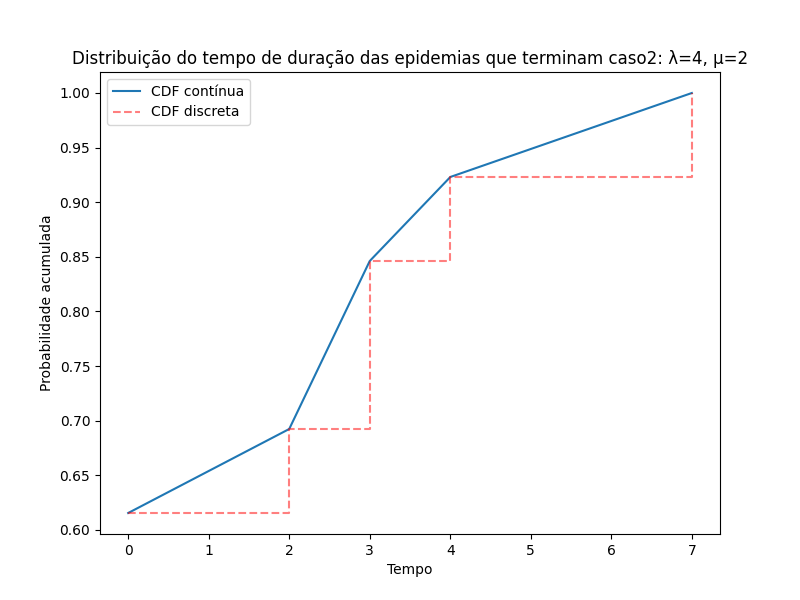 Distribuição do tempo de duração das epidemias que terminam caso2: λ=4, μ=2
CDF contínua
CDF discreta
1.00
0.95
0.90
0.85
0.80
0.75
0.70
0.65
0.60
Probabilidade acumulada
0 1 2 3 4 5 6 7
Tempo